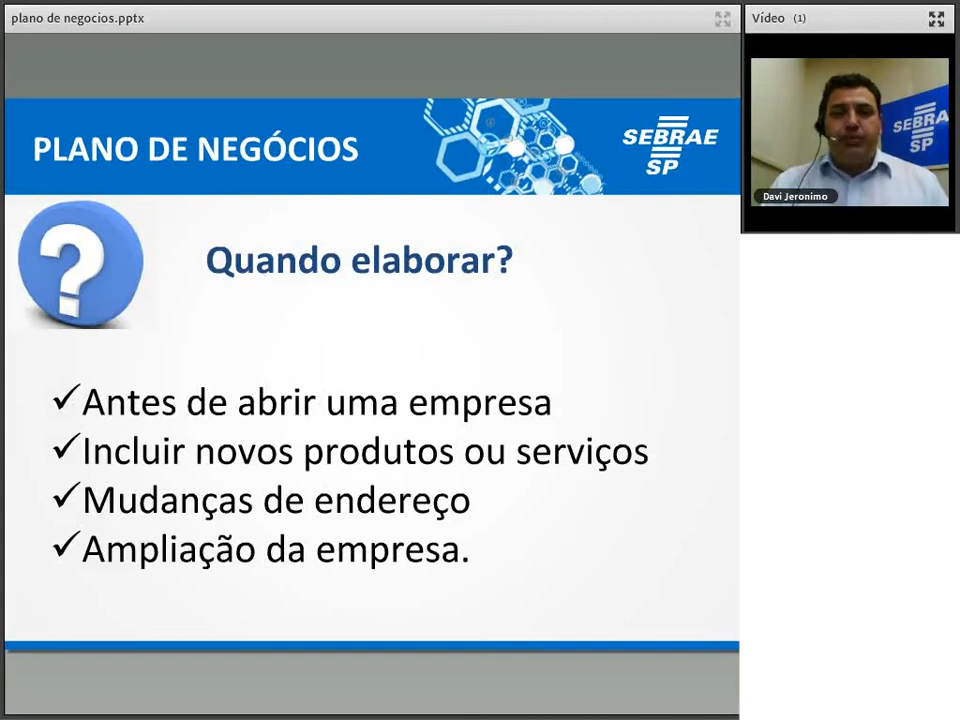 plano de negocios.pptx
Vídeo (1)
PLANO DE NEGÓCIOS
SEBRAE
SP
SEBRA
SP
Davi Jeronimo
?
Quando elaborar?
✓Antes de abrir uma empresa
✓Incluir novos produtos ou serviços
✓Mudanças de endereço
✓Ampliação da empresa.